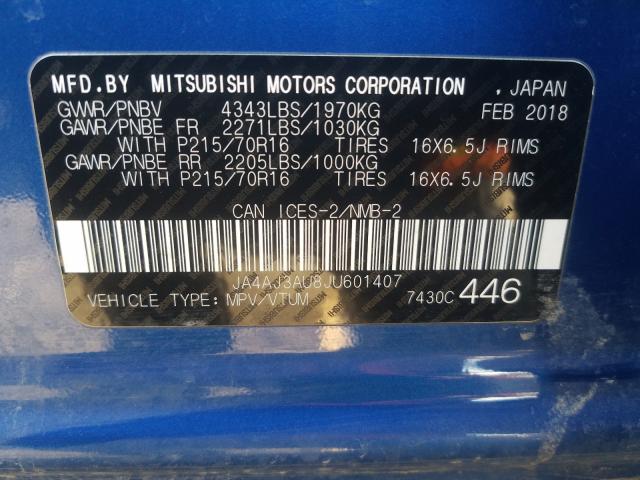 MFD.BY MITSUBISHI MOTORS CORPORATION , JAPAN
GVWR/PNBV 4343LBS/1970KG FEB 2018
GAWR/PNBE FR 2271LBS/1030KG
WITH P215/70R16 TIRES 16X6.5J RIMS
GAWR/PNBE RR 2205LBS/1000KG
WITH P215/70R16 TIRES 16X6.5J RIMS
CAN ICES-2/NMB-2
JA4AJ3AU8JU601407
VEHICLE TYPE: MPV/VTUM 7430C 446